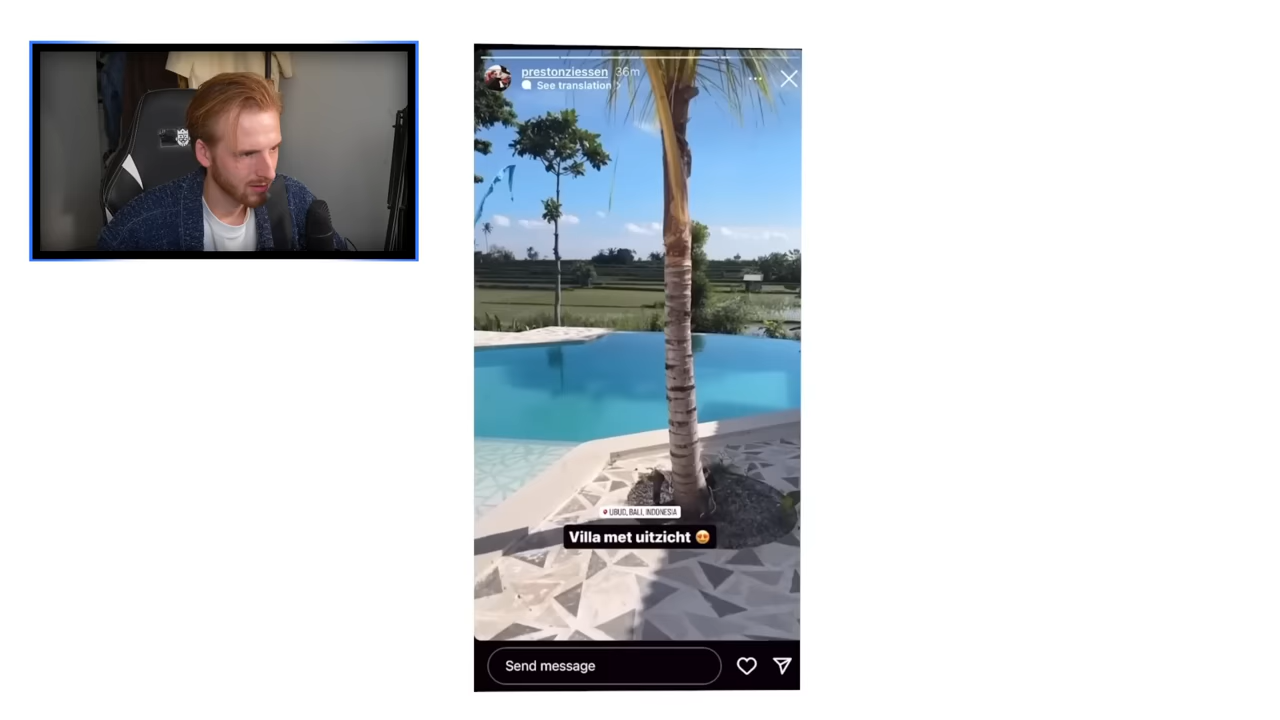 prestonziessen 36m
See translation
UBUD, BALI, INDONESIA
Villa met uitzicht 😍
Send message